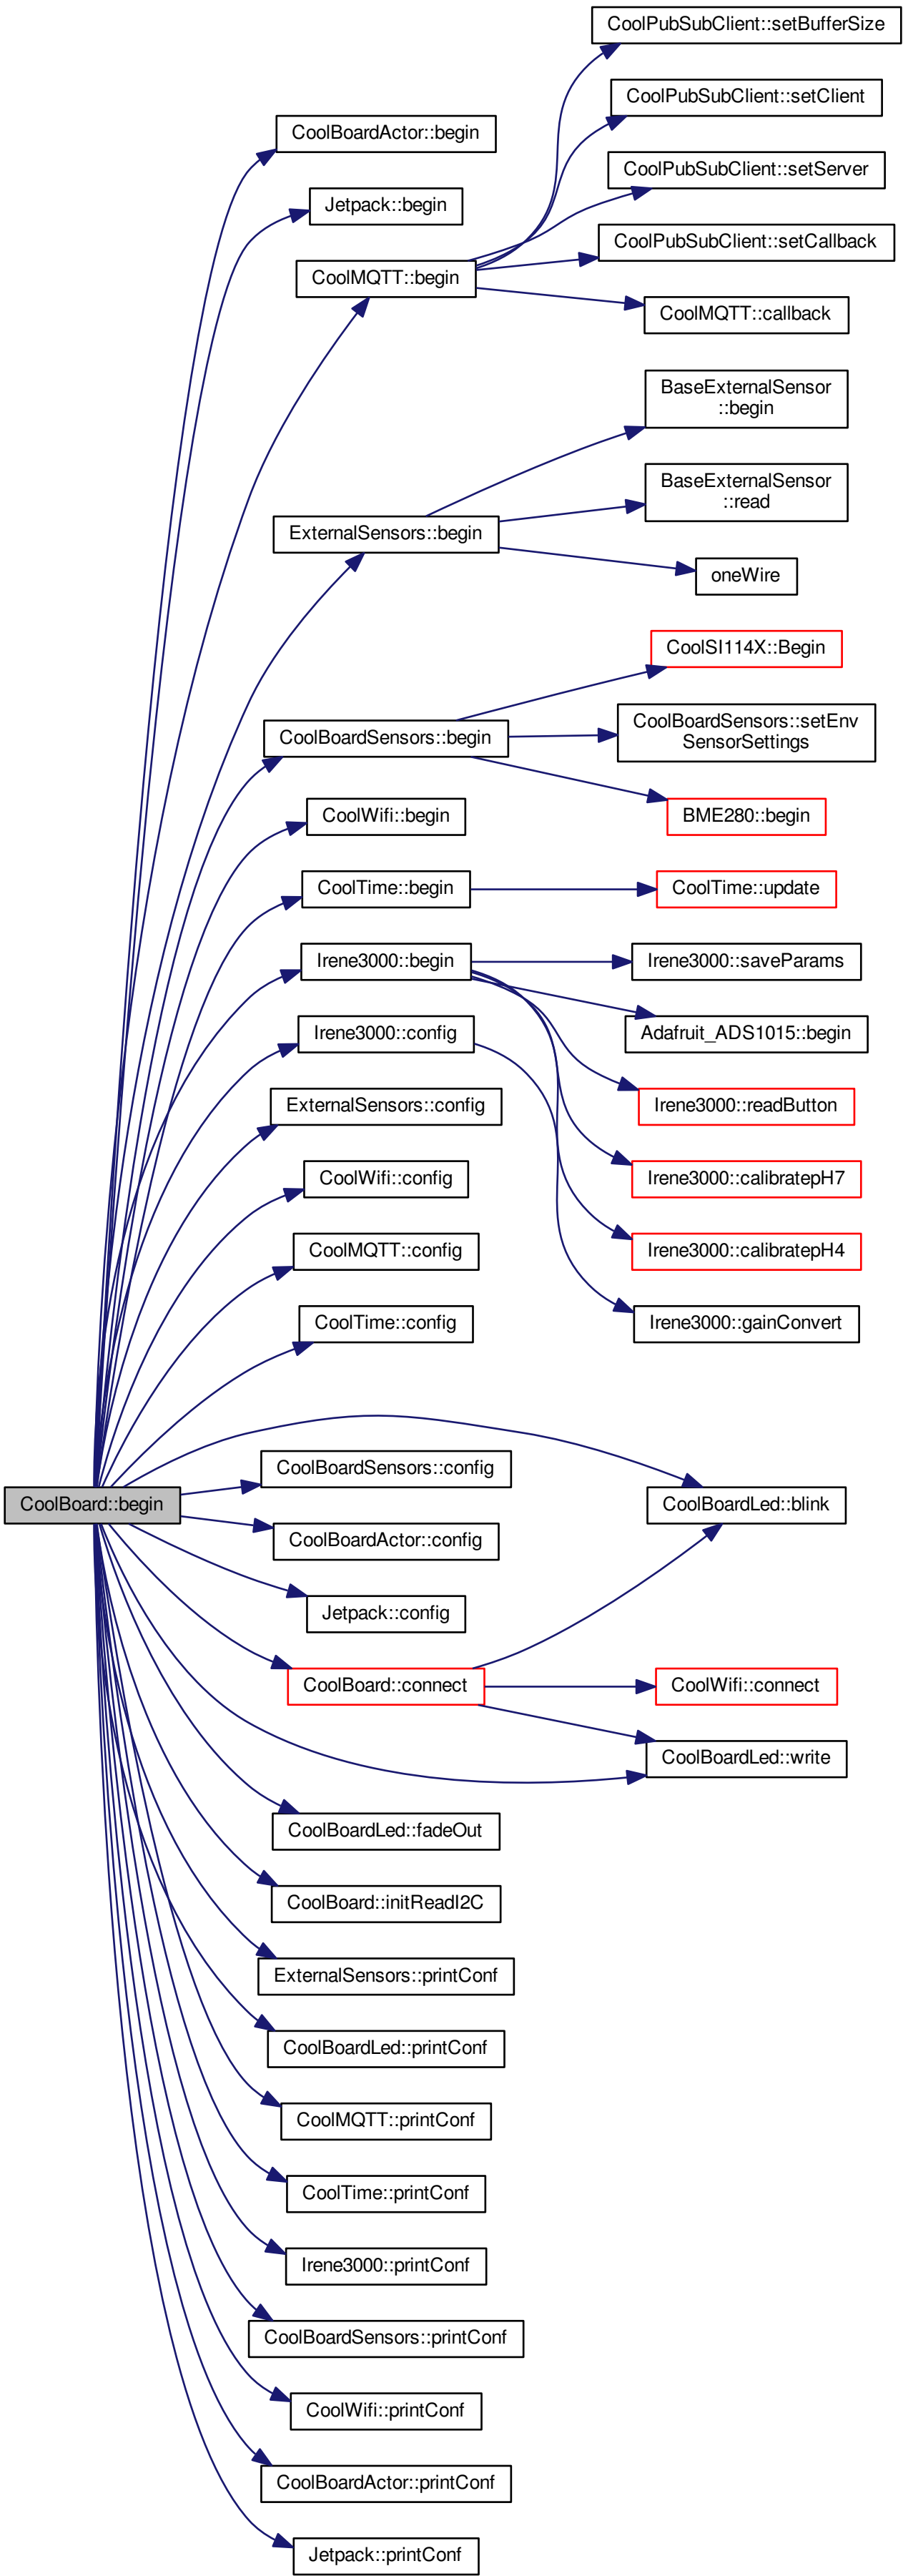 CoolPubSubClient::setBufferSize
CoolPubSubClient::setClient
CoolBoardActor::begin
CoolPubSubClient::setServer
Jetpack::begin
CoolPubSubClient::setCallback
CoolMQTT::begin
CoolMQTT::callback
BaseExternalSensor
::begin
BaseExternalSensor
::read
ExternalSensors::begin
oneWire
CoolSI114X::Begin
CoolBoardSensors::setEnv
SensorSettings
CoolBoardSensors::begin
BME280::begin
CoolWifi::begin
CoolTime::begin
CoolTime::update
Irene3000::begin
Irene3000::saveParams
Irene3000::config
Adafruit_ADS1015::begin
ExternalSensors::config
Irene3000::readButton
CoolWifi::config
Irene3000::calibratepH7
CoolMQTT::config
Irene3000::calibratepH4
CoolTime::config
Irene3000::gainConvert
CoolBoardSensors::config
CoolBoard::begin
CoolBoardLed::blink
CoolBoardActor::config
Jetpack::config
CoolBoard::connect
CoolWifi::connect
CoolBoardLed::write
CoolBoardLed::fadeOut
CoolBoard::initReadI2C
ExternalSensors::printConf
CoolBoardLed::printConf
CoolMQTT::printConf
CoolTime::printConf
Irene3000::printConf
CoolBoardSensors::printConf
CoolWifi::printConf
CoolBoardActor::printConf
Jetpack::printConf